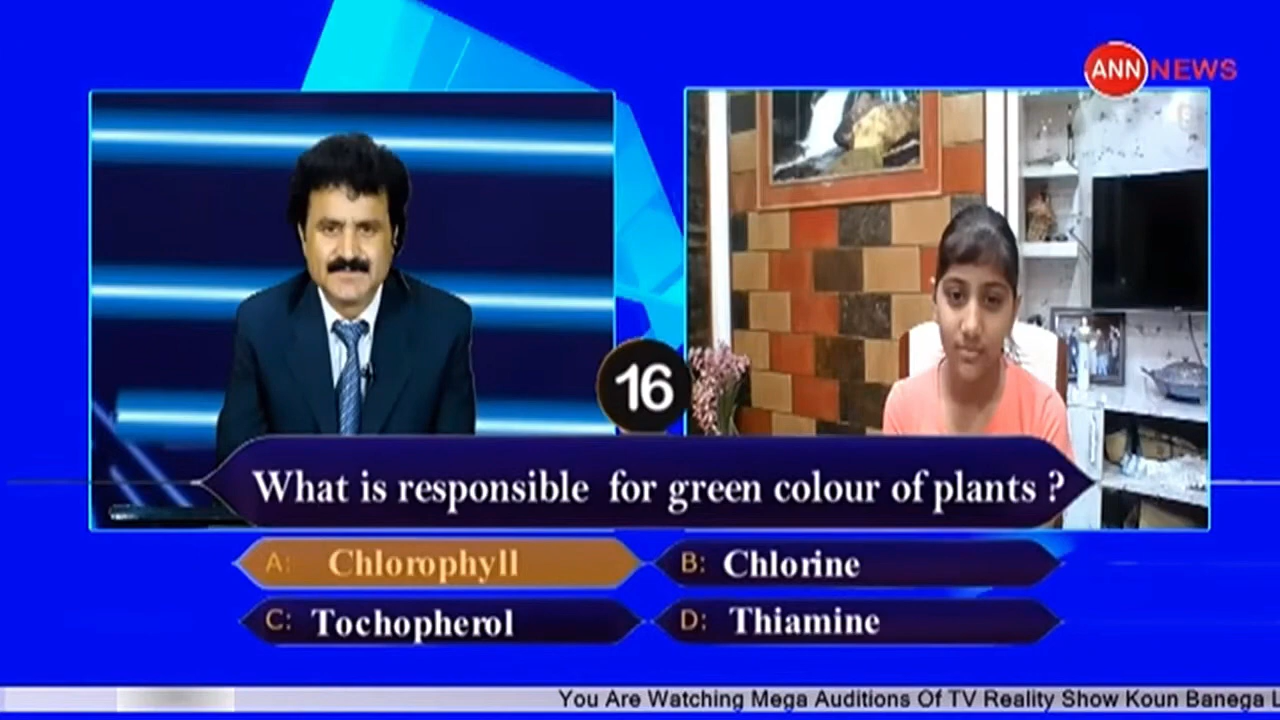 ANN NEWS
16
What is responsible for green colour of plants ?
A: Chlorophyll
B: Chlorine
C: Tochopherol
D: Thiamine
You Are Watching Mega Auditions Of TV Reality Show Koun Banega L